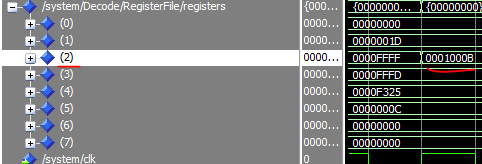 /system/Decode/RegisterFile/registers {000... {0000000... {00000000}
(0) 0000... 00000000
(1) 0000... 0000001D
(2) 0000... 0000FFFF 0001000B
(3) 0000... 0000FFFD
(4) 0000... 0000F325
(5) 0000... 0000000C
(6) 0000... 00000000
(7) 0000... 00000000
/system/clk 0